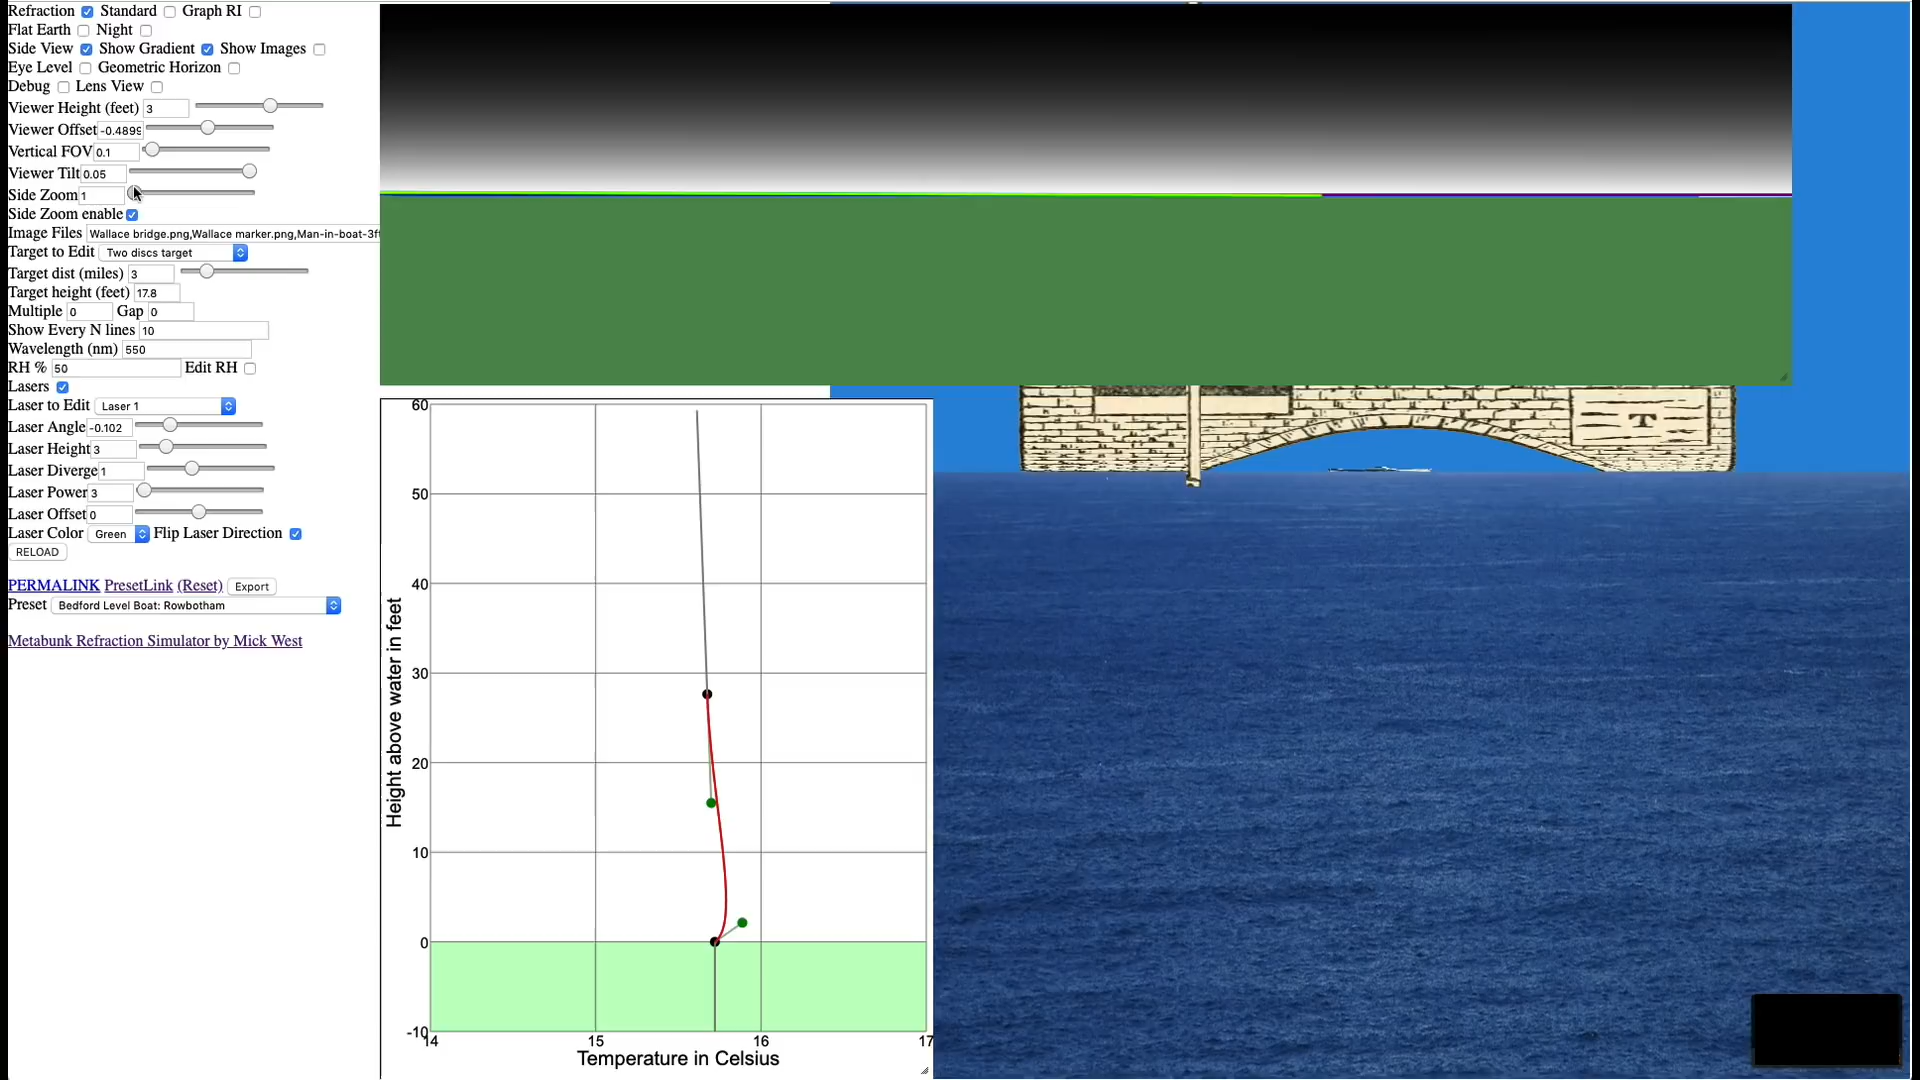 Refraction Standard Graph RI
Flat Earth Night
Side View Show Gradient Show Images
Eye Level Geometric Horizon
Debug Lens View
Viewer Height (feet) 3
Viewer Offset -0.4899
Vertical FOV 0.1
Viewer Tilt 0.05
Side Zoom 1
Side Zoom enable
Image Files Wallace bridge.png,Wallace marker.png,Man-in-boat-3f
Target to Edit Two discs target
Target dist (miles) 3
Target height (feet) 17.8
Multiple 0 Gap 0
Show Every N lines 10
Wavelength (nm) 550
RH % 50 Edit RH
Lasers
Laser to Edit Laser 1
Laser Angle -0.102
Laser Height 3
Laser Diverge 1
Laser Power 3
Laser Offset 0
Laser Color Green Flip Laser Direction
RELOAD
PERMALINK PresetLink (Reset) Export
Preset Bedford Level Boat: Rowbotham
Metabunk Refraction Simulator by Mick West
60
50
40
30
20
10
0
-10
Height above water in feet
14 15 16 17
Temperature in Celsius
T